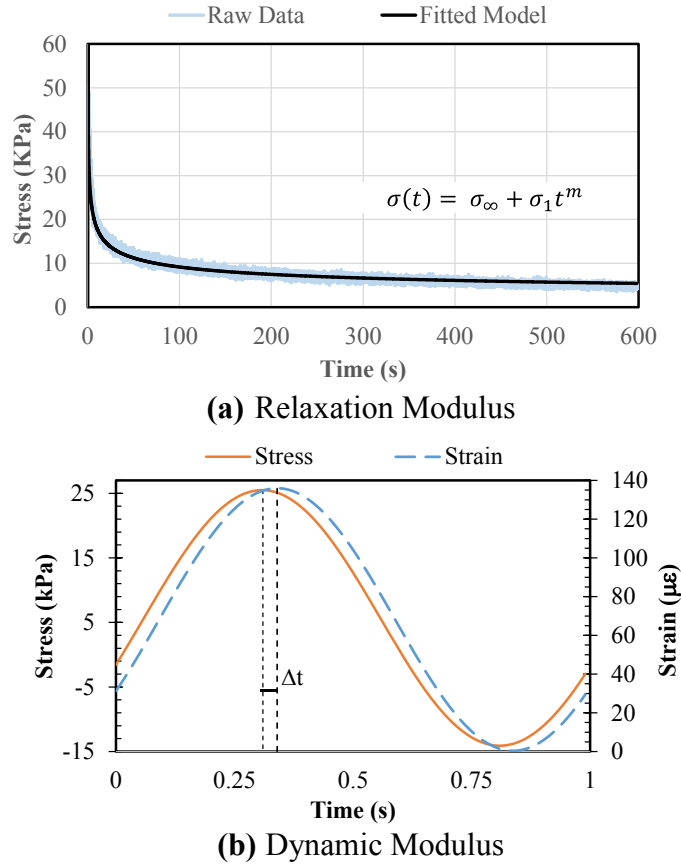 Raw Data Fitted Model
60
50
40
30
20
10
0
Stress (KPa)
σ(t) = σ∞ + σ₁tᵐ
0 100 200 300 400 500 600
Time (s)
(a) Relaxation Modulus
Stress Strain
25
15
5
-5
-15
Stress (kPa)
Δt
140
120
100
80
60
40
20
0
Strain (με)
0 0.25 0.5 0.75 1
Time (s)
(b) Dynamic Modulus